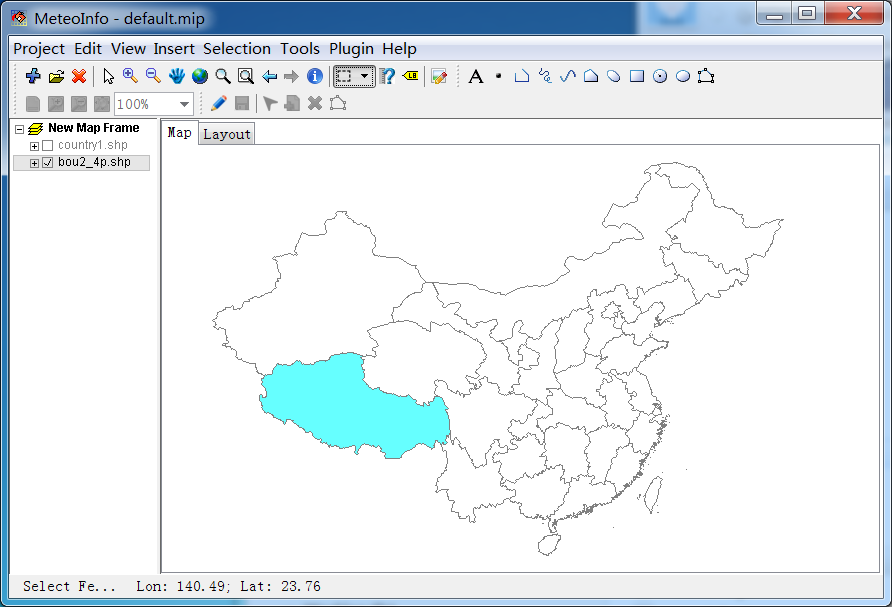 MeteoInfo - default.mip
Project Edit View Insert Selection Tools Plugin Help
LB A
100%
New Map Frame
country1.shp
bou2_4p.shp
Map Layout
Select Fe... Lon: 140.49; Lat: 23.76